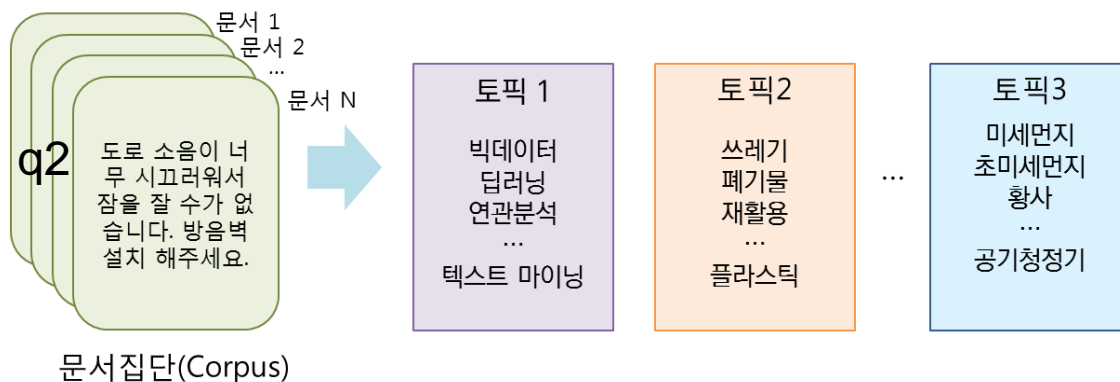 문서 1
문서 2
...
문서 N
q2
도로 소음이 너
무 시끄러워서
잠을 잘 수가 없
습니다. 방음벽
설치 해주세요.
문서집단(Corpus)
토픽 1
빅데이터
딥러닝
연관분석
...
텍스트 마이닝
토픽2
쓰레기
폐기물
재활용
...
플라스틱
...
토픽3
미세먼지
초미세먼지
황사
...
공기청정기